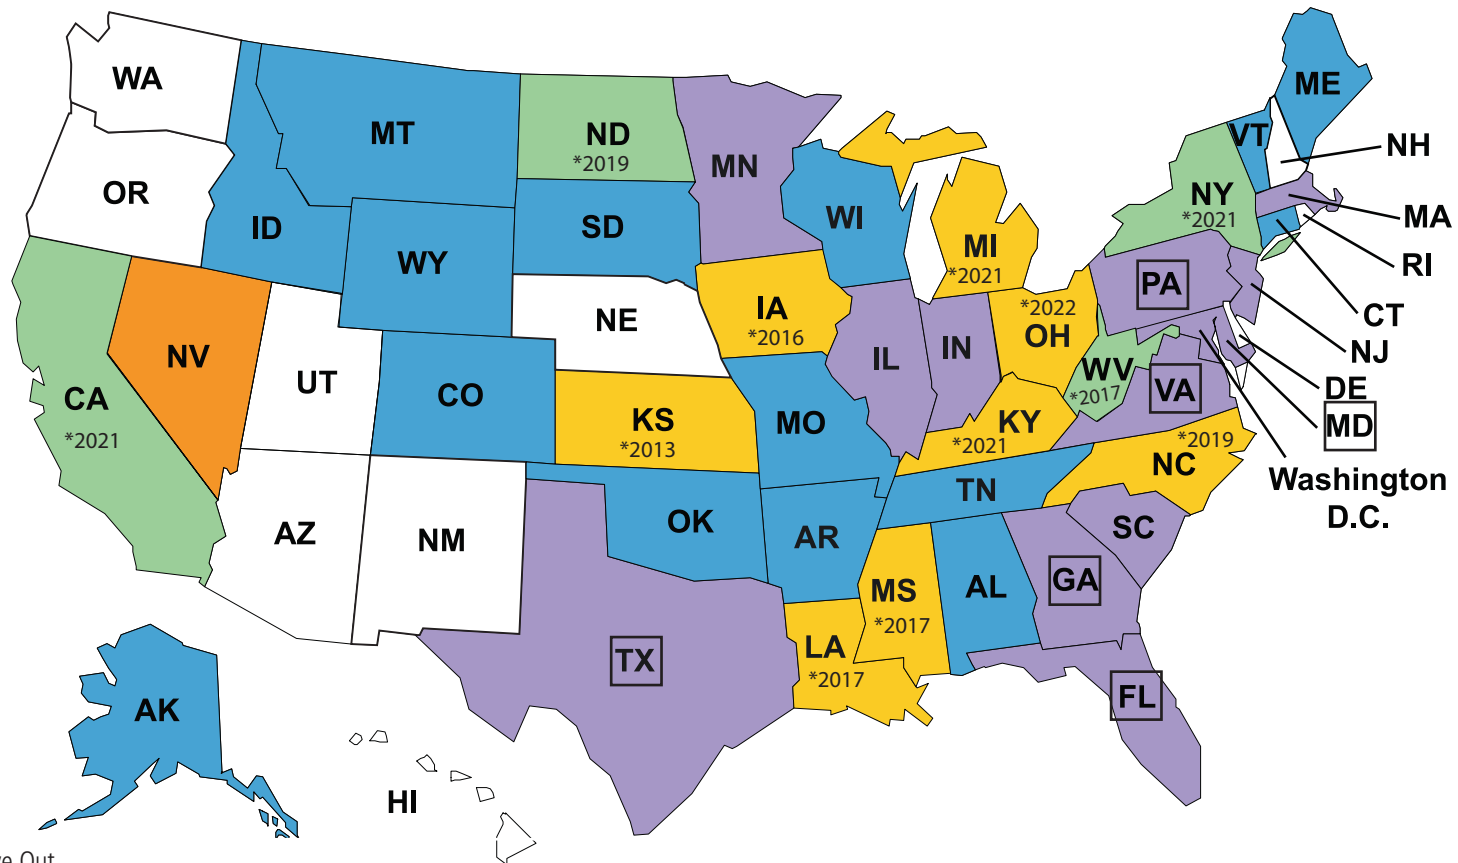 WA
ME
MT
ND
*2019
VT
NH
MN
OR
NY
*2021
MA
WI
ID
SD
MI
*2021
RI
WY
PA
IA
*2016
*2022
OH
CT
NE
NV
IN
NJ
IL
UT
WV
*2017
VA
DE
CA
*2021
CO
KS
*2013
MO
KY
*2021
MD
*2019
NC
Washington
D.C.
TN
OK
AR
SC
AZ
NM
MS
*2017
AL
GA
TX
LA
*2017
FL
AK
HI
Out